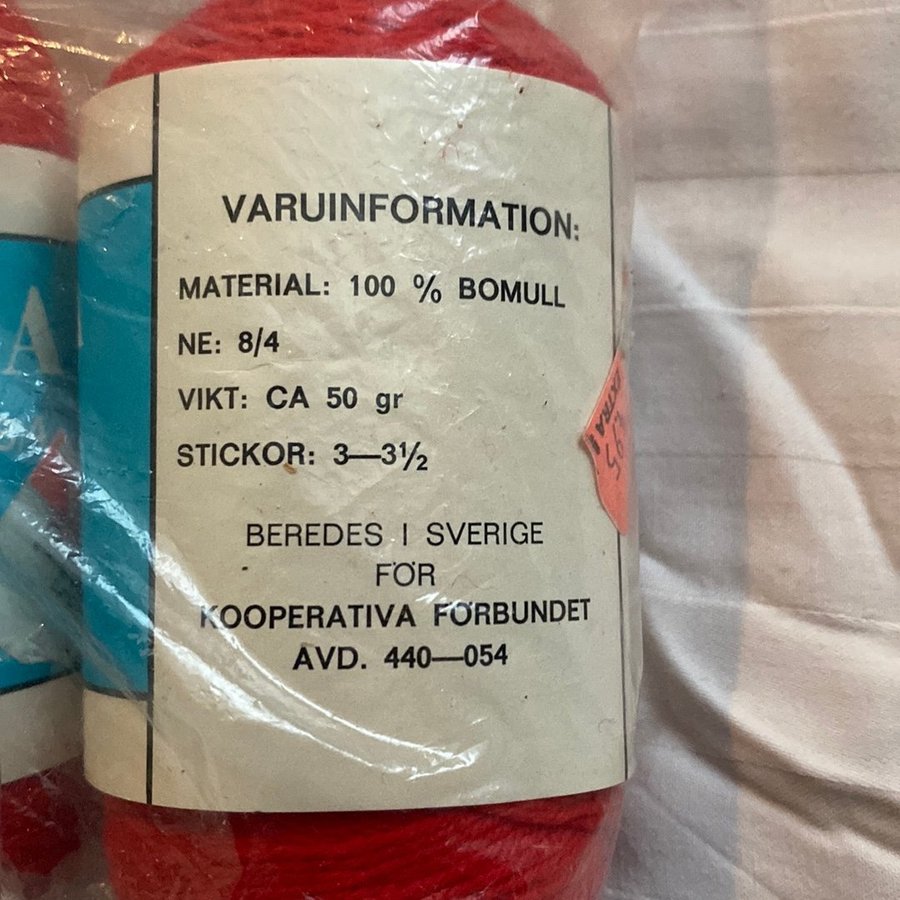 A
VARUINFORMATION:
MATERIAL: 100 % BOMULL
NE: 8/4
VIKT: CA 50 gr
STICKOR: 3—3½
EXTRA!
BEREDES I SVERIGE
FÖR
KOOPERATIVA FÖRBUNDET
AVD. 440—054